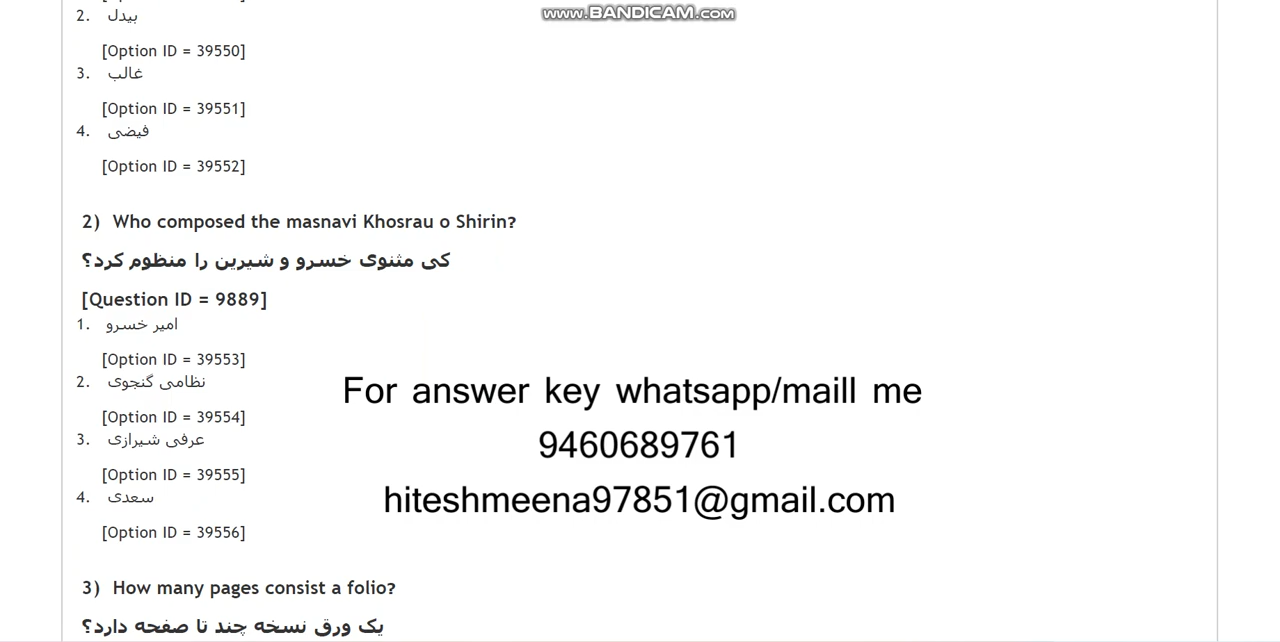 www.BANDICAM.com
2. بیدل
[Option ID = 39550]
3. غالب
[Option ID = 39551]
4. فیضی
[Option ID = 39552]
2) Who composed the masnavi Khosrau o Shirin?
کی مثنوی خسرو و شیرین را منظوم کرد؟
[Question ID = 9889]
1. امیر خسرو
[Option ID = 39553]
2. نظامی گنجوی
[Option ID = 39554]
3. عرفی شیرازی
[Option ID = 39555]
4. سعدی
[Option ID = 39556]
For answer key whatsapp/maill me
9460689761
hiteshmeena97851@gmail.com
3) How many pages consist a folio?
یک ورق نسخه چند تا صفحه دارد؟